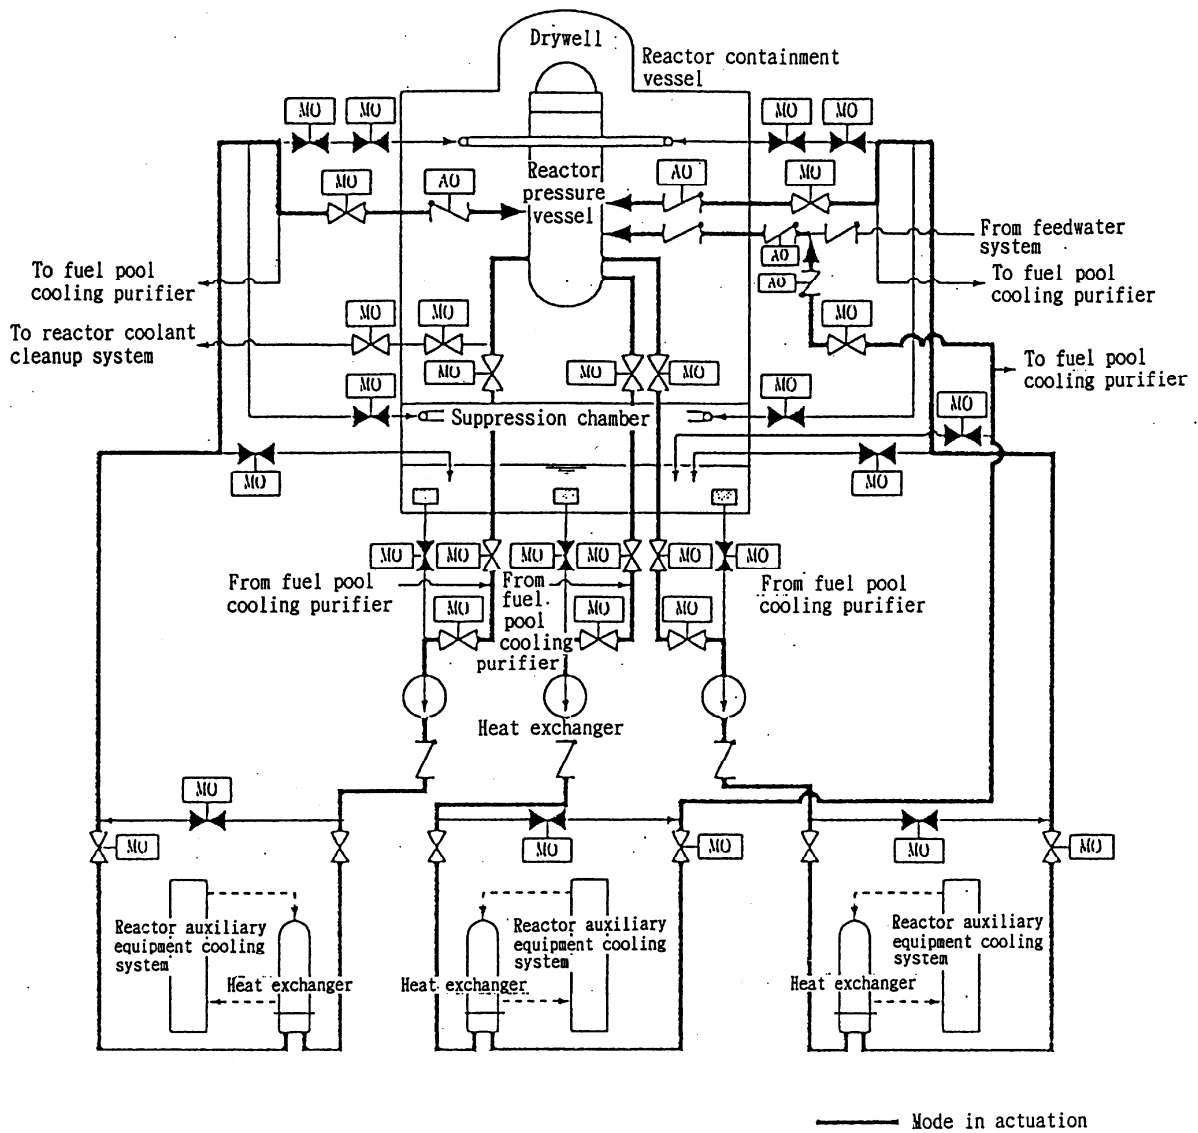 Drywell
Reactor containment
vessel
MO
MO
MO
MO
MO
AO
Reactor
pressure
vessel
AO
MO
From feedwater
system
AO
AO
To fuel pool
cooling purifier
To fuel pool
cooling purifier
To reactor coolant
cleanup system
MO
MO
MO
MO
MO
MO
To fuel pool
cooling purifier
MO
Suppression chamber
MO
MO
MO
MO
MO
MO
MO
MO
MO
MO
From fuel pool
cooling purifier
From
fuel.
pool
cooling
purifier
From fuel pool
cooling purifier
MO
MO
MO
Heat exchanger
MO
MO
MO
MO
MO
MO
Reactor auxiliary
equipment cooling
system
Heat exchanger
Reactor auxiliary
equipment cooling
system
Heat exchanger
Reactor auxiliary
equipment cooling
system
Heat exchanger
Mode in actuation